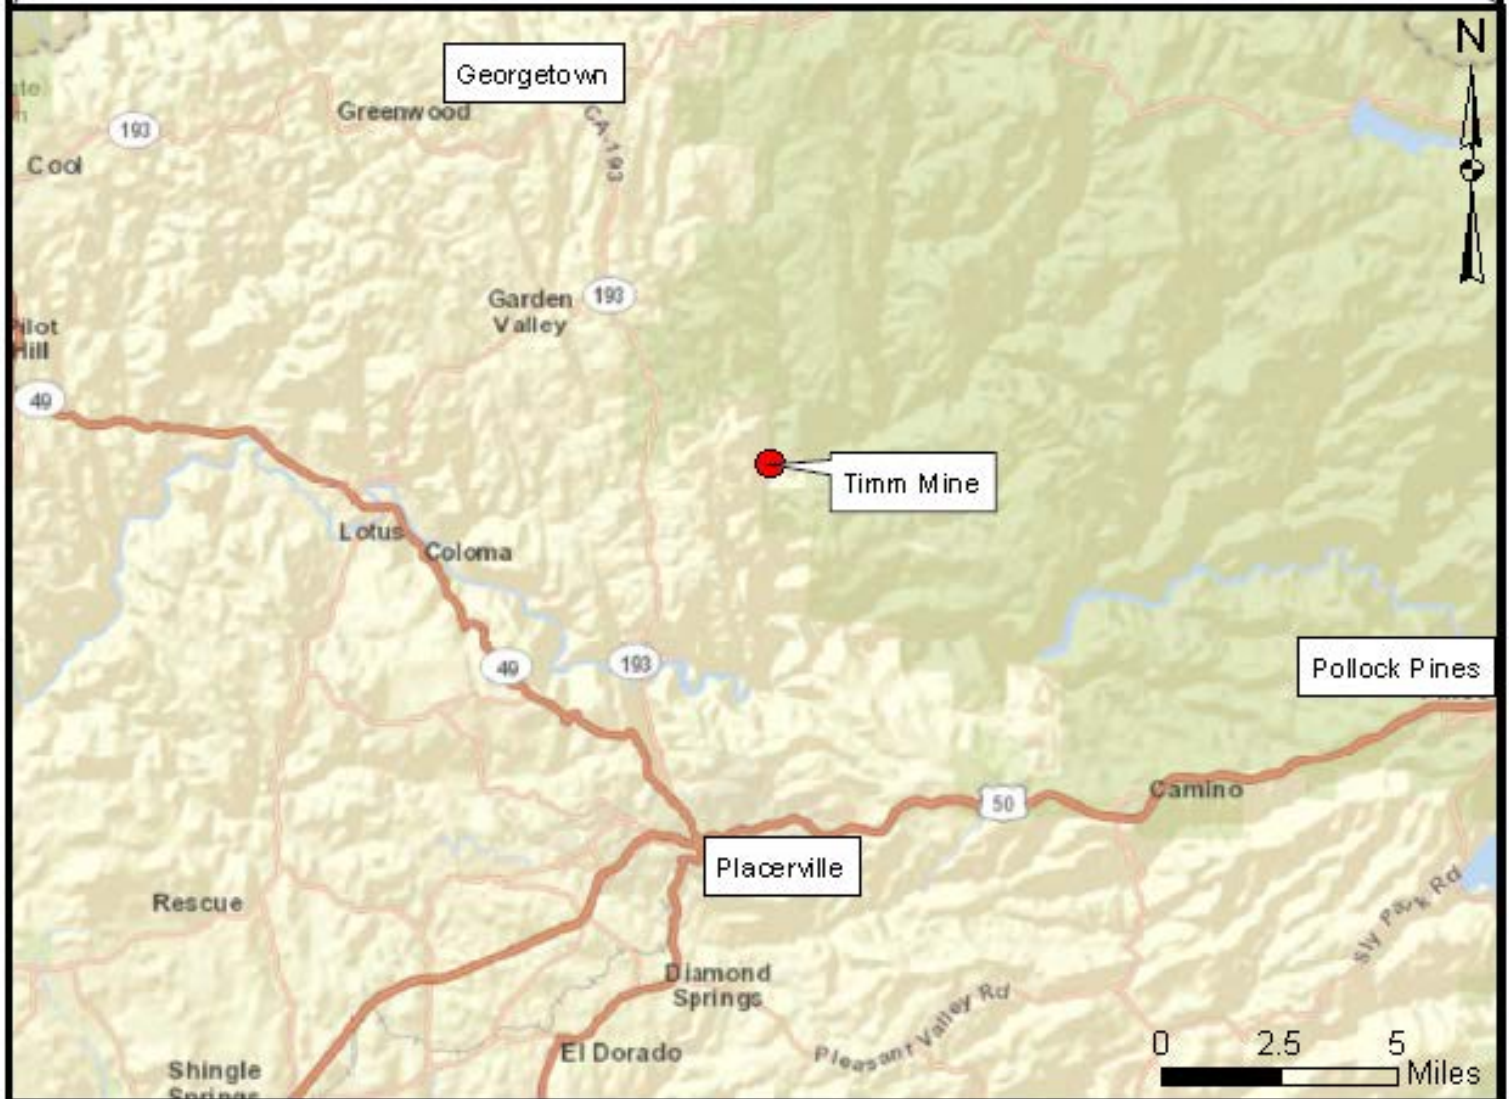 N
Georgetown
Greenwood
CA-193
193
Cool
Garden
Valley
193
Pilot
Hill
49
Timm Mine
Lotus
Coloma
49
193
Pollock Pines
50
Camino
Placerville
Rescue
Sly Park Rd
Diamond
Springs
Pleasant Valley Rd
El Dorado
Shingle
Springs
0 2.5 5
Miles